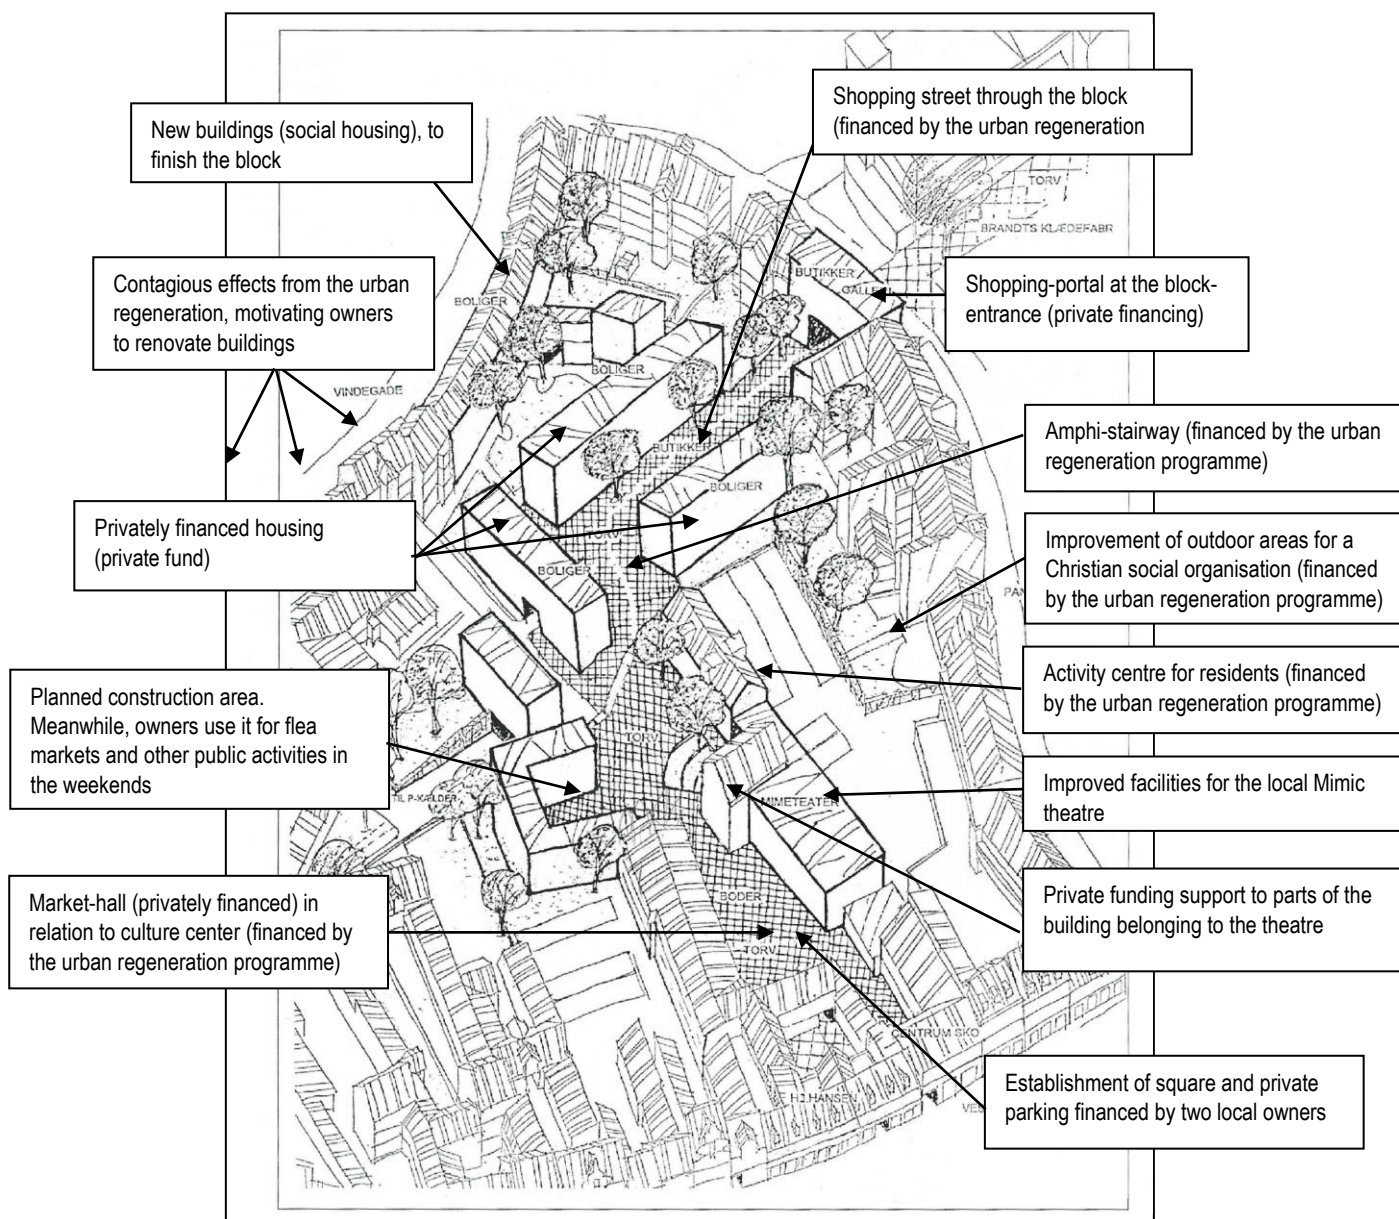 Shopping street through the block
(financed by the urban regeneration
New buildings (social housing), to
finish the block
TORV
BRANDTS KLÆDEFABR
BUTIKKER
Contagious effects from the urban
regeneration, motivating owners
to renovate buildings
BOLIGER
Shopping-portal at the block-
entrance (private financing)
VINDEGADE
BOLIGER
Amphi-stairway (financed by the urban
regeneration programme)
BUTIKKER
BOLIGER
Privately financed housing
(private fund)
TORV
BOLIGER
Improvement of outdoor areas for a
Christian social organisation (financed
by the urban regeneration programme)
Planned construction area.
Meanwhile, owners use it for flea
markets and other public activities in
the weekends
Activity centre for residents (financed
by the urban regeneration programme)
TORV
TIL P-KÆLDER
MIMETEATER
Improved facilities for the local Mimic
theatre
Market-hall (privately financed) in
relation to culture center (financed by
the urban regeneration programme)
BODER
Private funding support to parts of the
building belonging to the theatre
TORV
CENTRUM SKO
H.J.HANSEN
Establishment of square and private
parking financed by two local owners